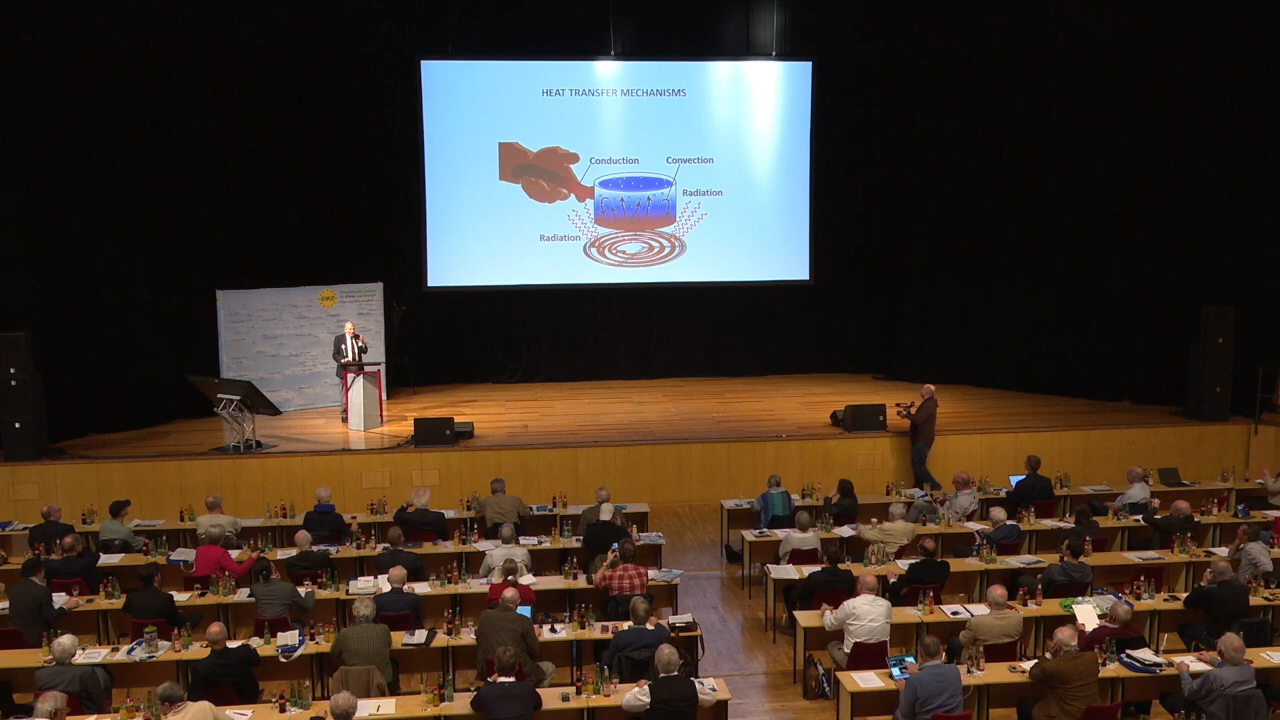 HEAT TRANSFER MECHANISMS
Conduction
Convection
Radiation
Radiation
EIKE